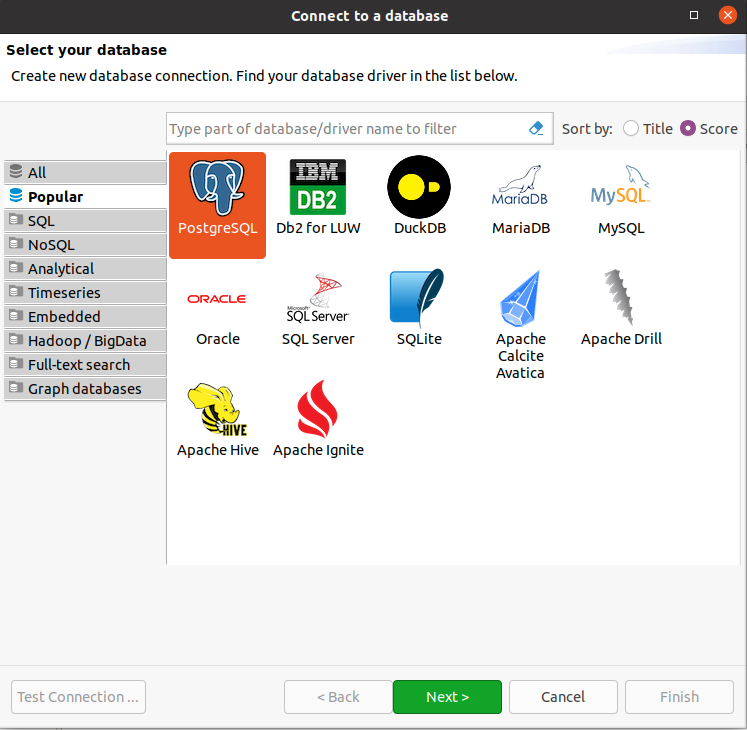 Connect to a database
Select your database
Create new database connection. Find your database driver in the list below.
Type part of database/driver name to filter
Sort by: Title Score
All
Popular
SQL
NoSQL
Analytical
Timeseries
Embedded
Hadoop / BigData
Full-text search
Graph databases
PostgreSQL
IBM
DB2
Db2 for LUW
DuckDB
MariaDB
MariaDB
MySQL
MySQL
ORACLE
Oracle
Microsoft
SQL Server
SQL Server
SQLite
Apache
Calcite
Avatica
Apache Drill
HIVE
Apache Hive
Apache Ignite
Test Connection ...
< Back
Next >
Cancel
Finish